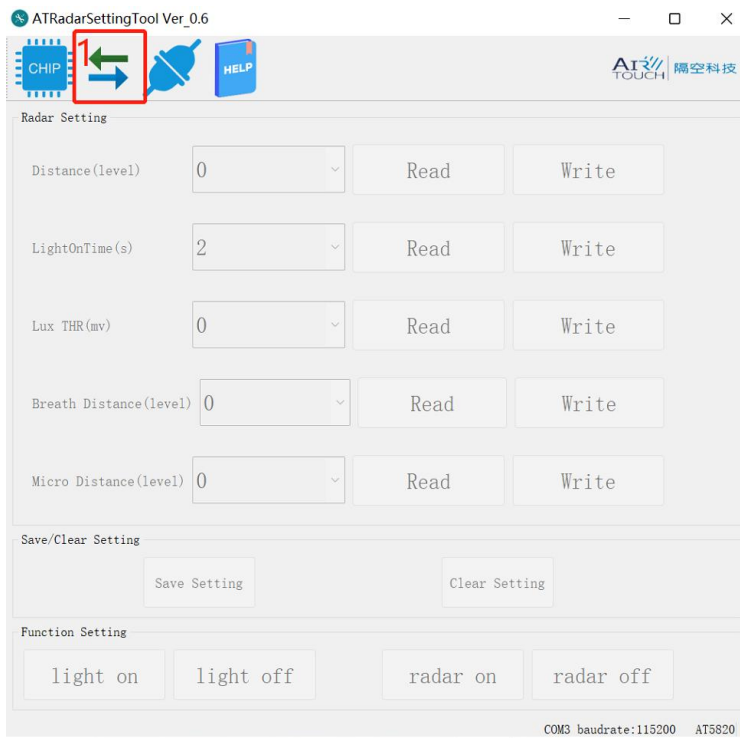 ATRadarSettingTool Ver_0.6
CHIP 1 HELP AIR TOUCH 隔空科技
Radar Setting
Distance(level) 0 Read Write
LightOnTime(s) 2 Read Write
Lux THR(mv) 0 Read Write
Breath Distance(level) 0 Read Write
Micro Distance(level) 0 Read Write
Save/Clear Setting
Save Setting Clear Setting
Function Setting
light on light off radar on radar off
COM3 baudrate:115200 AT5820